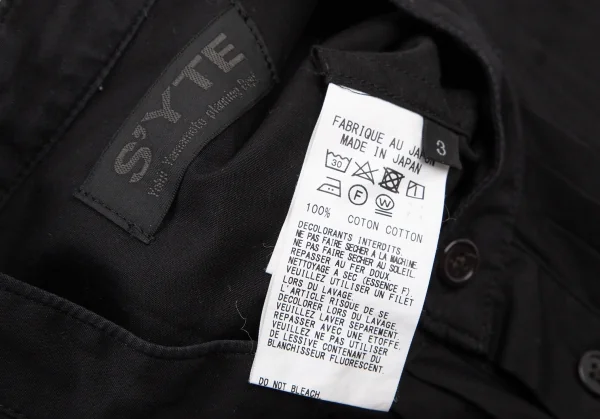 S'YTE
Yohji Yamamoto planning by
3
FABRIQUE AU JAPON
MADE IN JAPAN
30
F
W
100% COTON COTTON
DECOLORANTS INTERDITS.
NE PAS FAIRE SECHER A LA MACHINE
NE PAS FAIRE SECHER AU SOLEIL.
REPASSER AU FER DOUX.
NETTOYAGE A SEC (ESSENCE F).
VEUILLEZ UTILISER UN FILET
LORS DU LAVAGE.
L'ARTICLE RISQUE DE SE
DECOLORER LORS DU LAVAGE.
VEUILLEZ LAVER SEPAREMENT.
REPASSER AVEC UNE ETOFFE.
VEUILLEZ NE PAS UTILISER
DE LESSIVE CONTENANT DU
BLANCHISSEUR FLUORESCENT.
DO NOT BLEACH